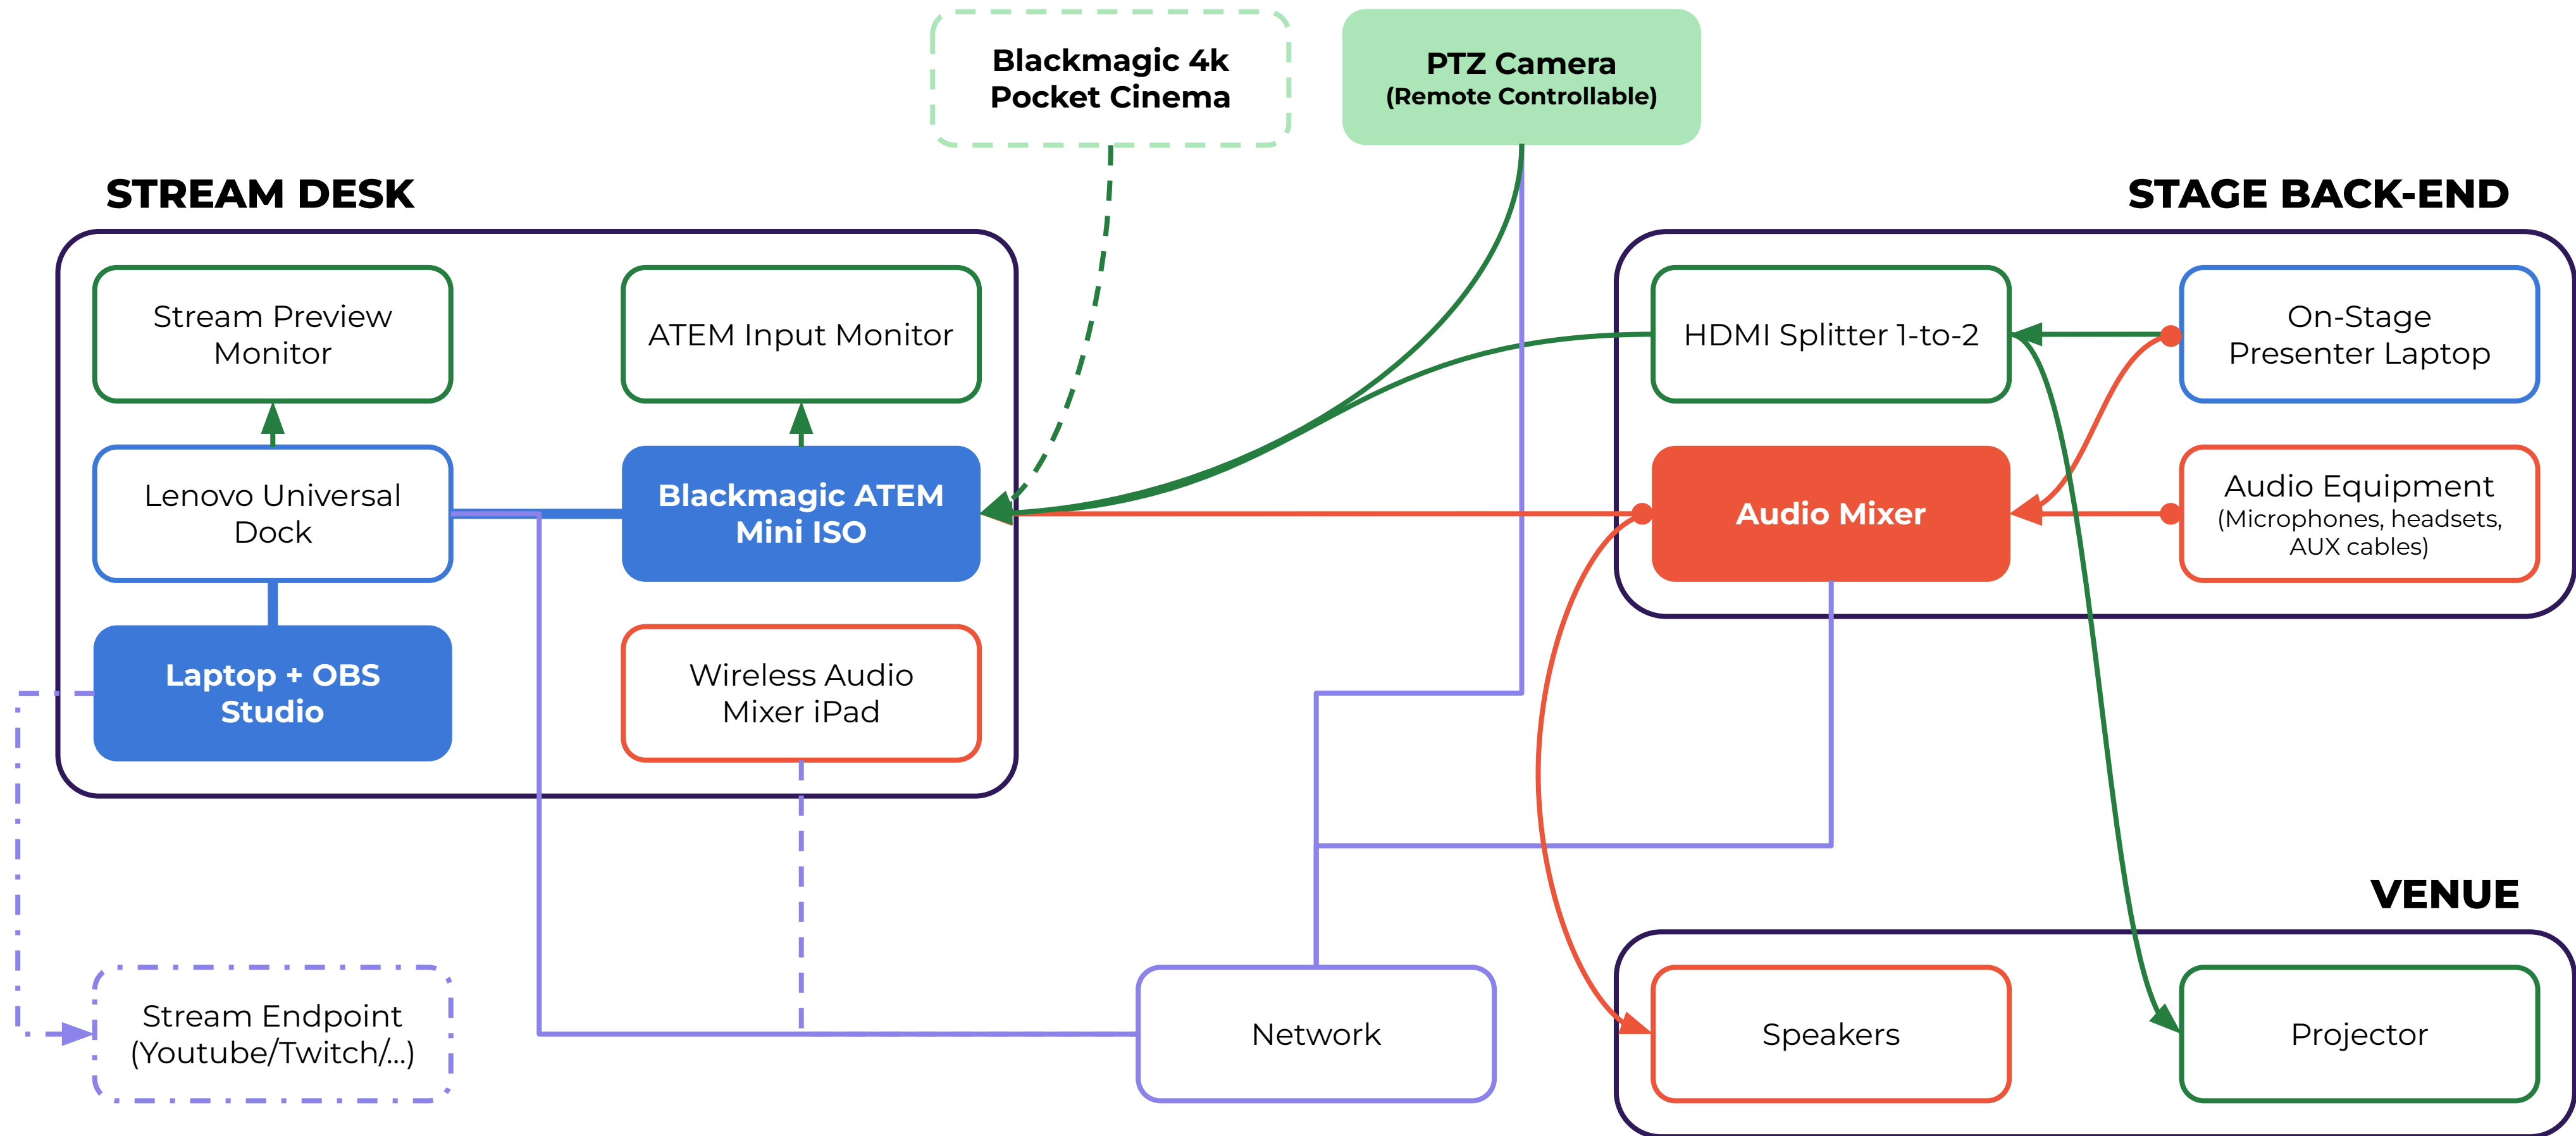 Blackmagic 4k
Pocket Cinema
PTZ Camera
(Remote Controllable)
STREAM DESK
Stream Preview
Monitor
ATEM Input Monitor
Lenovo Universal
Dock
Blackmagic ATEM
Mini ISO
Laptop + OBS
Studio
Wireless Audio
Mixer iPad
STAGE BACK-END
HDMI Splitter 1-to-2
On-Stage
Presenter Laptop
Audio Mixer
Audio Equipment
(Microphones, headsets,
AUX cables)
Stream Endpoint
(Youtube/Twitch/...)
Network
VENUE
Speakers
Projector